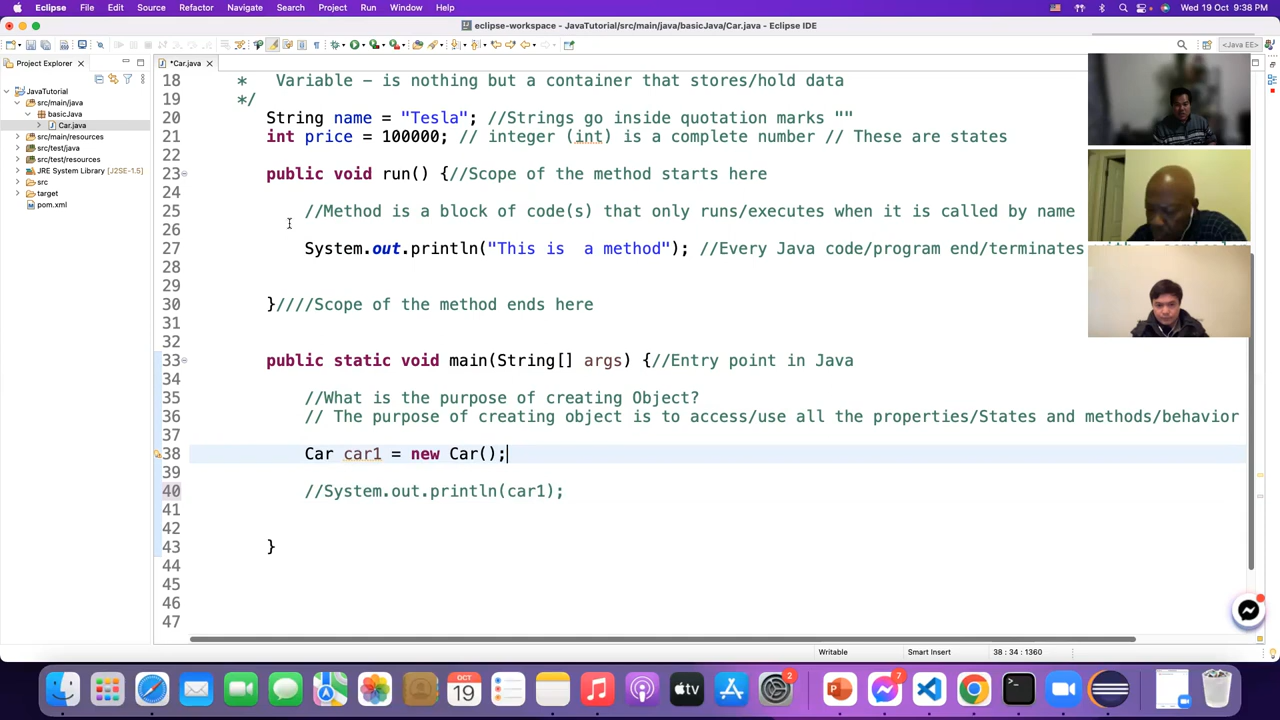 Eclipse File Edit Source Refactor Navigate Search Project Run Window Help Wed 19 Oct 9:38 PM
eclipse-workspace - JavaTutorial/src/main/java/basicJava/Car.java - Eclipse IDE
<Java EE>
Project Explorer
*Car.java
JavaTutorial
src/main/java
basicJava
Car.java
src/main/resources
src/test/java
src/test/resources
JRE System Library [J2SE-1.5]
src
target
pom.xml
18 * Variable – is nothing but a container that stores/hold data
19 */
20 String name = "Tesla"; //Strings go inside quotation marks ""
21 int price = 100000; // integer (int) is a complete number // These are states
22
23 public void run() {//Scope of the method starts here
24
25 //Method is a block of code(s) that only runs/executes when it is called by name
26
27 System.out.println("This is  a method"); //Every Java code/program end/terminates
28
29
30 }////Scope of the method ends here
31
32
33 public static void main(String[] args) {//Entry point in Java
34
35 //What is the purpose of creating Object?
36 // The purpose of creating object is to access/use all the properties/States and methods/behavior
37
38 Car car1 = new Car();
39
40 //System.out.println(car1);
41
42
43 }
44
45
46
47
Writable Smart Insert 38 : 34 : 1360
OCT
19
2
7
tv